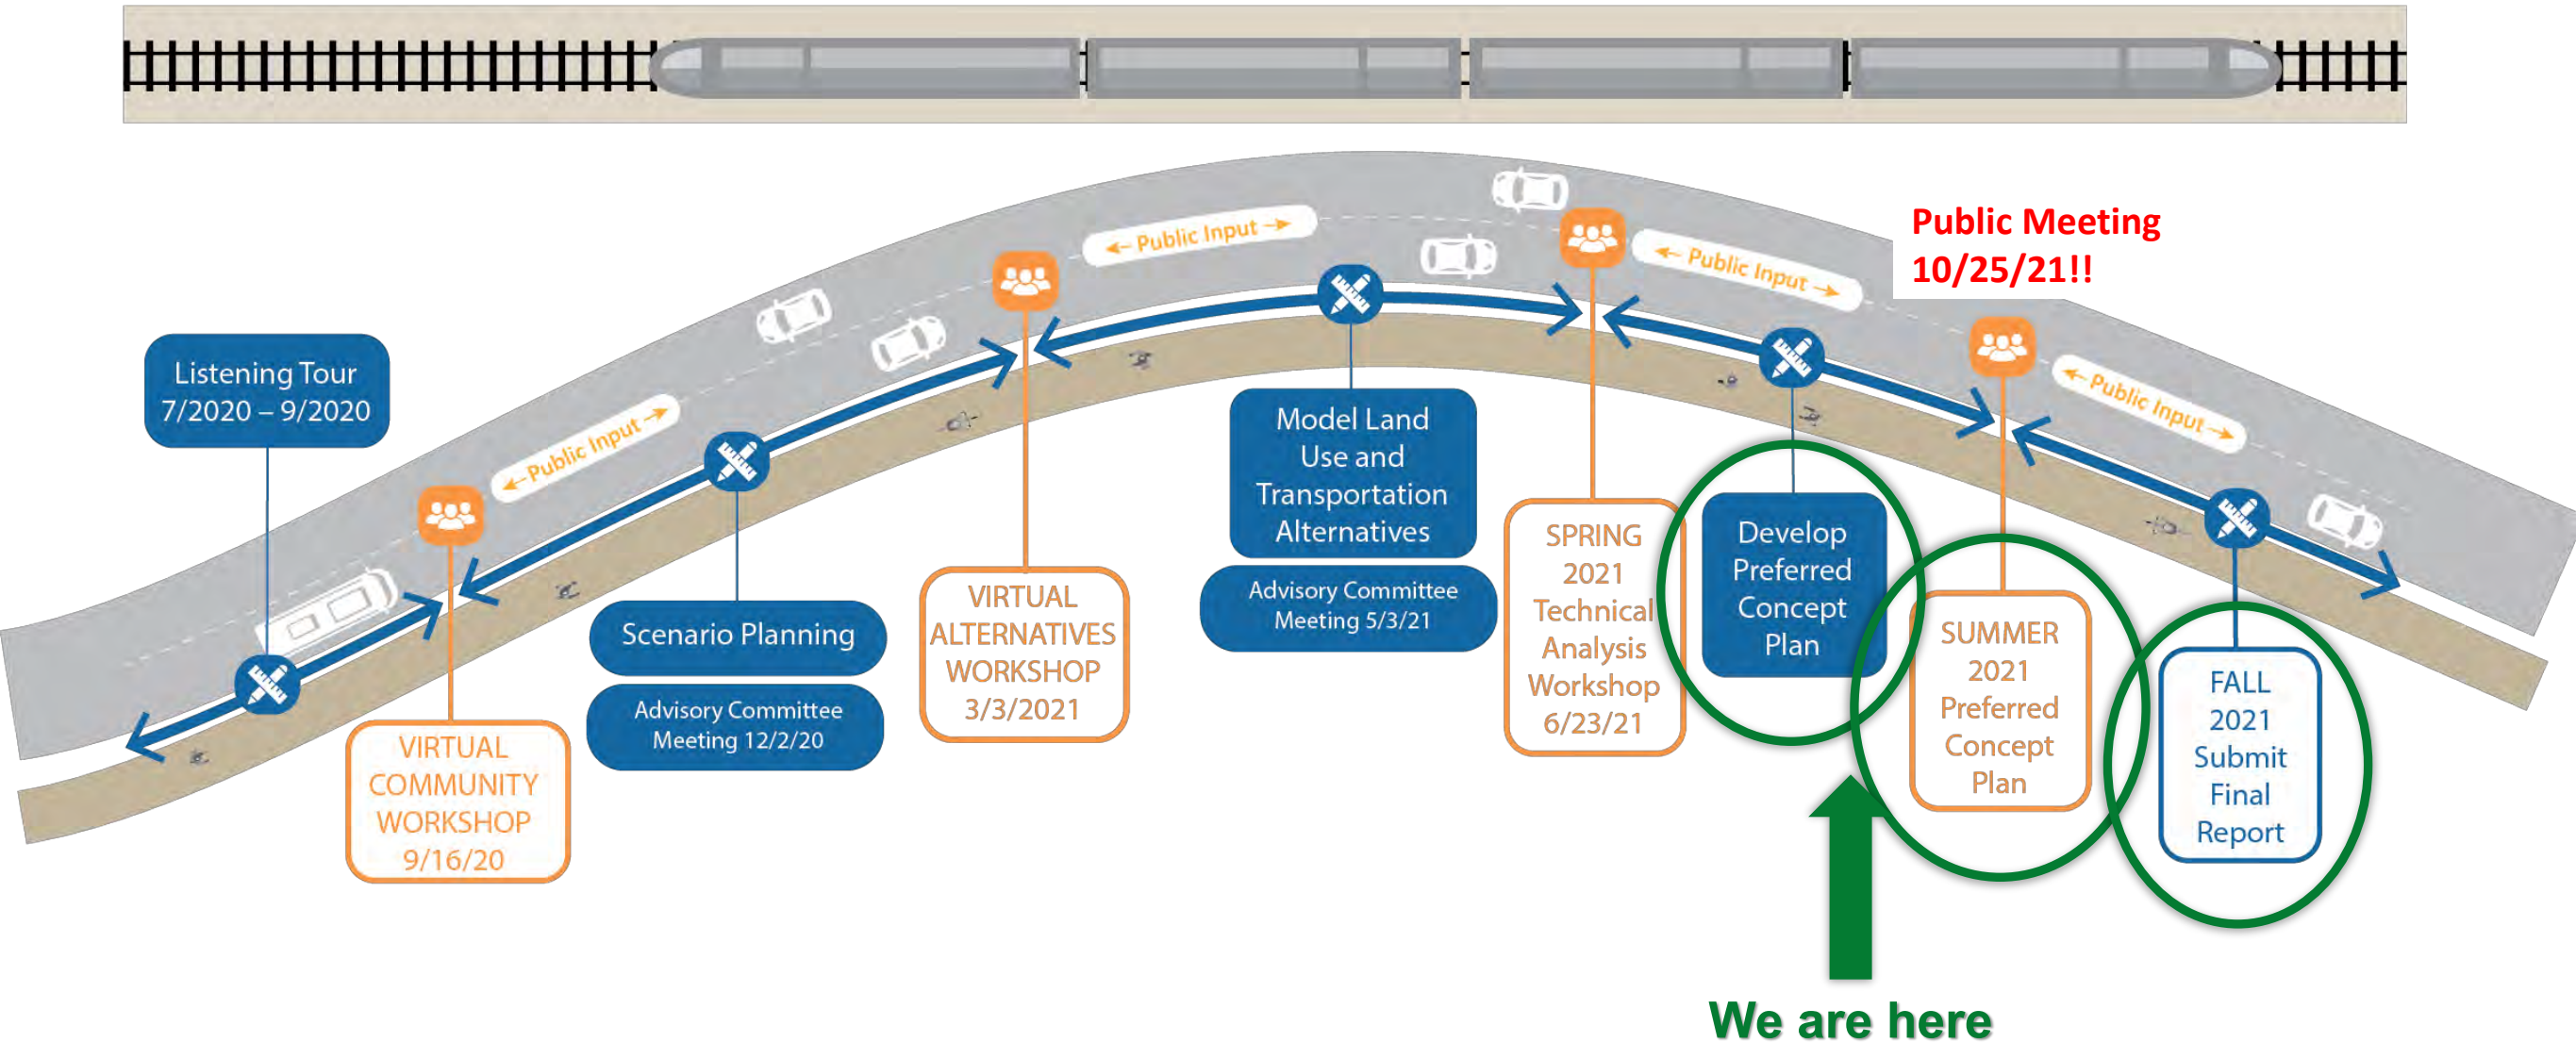 Public Meeting
10/25/21!!
← Public Input →
← Public Input →
← Public Input →
← Public Input →
Listening Tour
7/2020 – 9/2020
VIRTUAL
COMMUNITY
WORKSHOP
9/16/20
Scenario Planning
Advisory Committee
Meeting 12/2/20
VIRTUAL
ALTERNATIVES
WORKSHOP
3/3/2021
Model Land
Use and
Transportation
Alternatives
Advisory Committee
Meeting 5/3/21
SPRING
2021
Technical
Analysis
Workshop
6/23/21
Develop
Preferred
Concept
Plan
SUMMER
2021
Preferred
Concept
Plan
FALL
2021
Submit
Final
Report
We are here